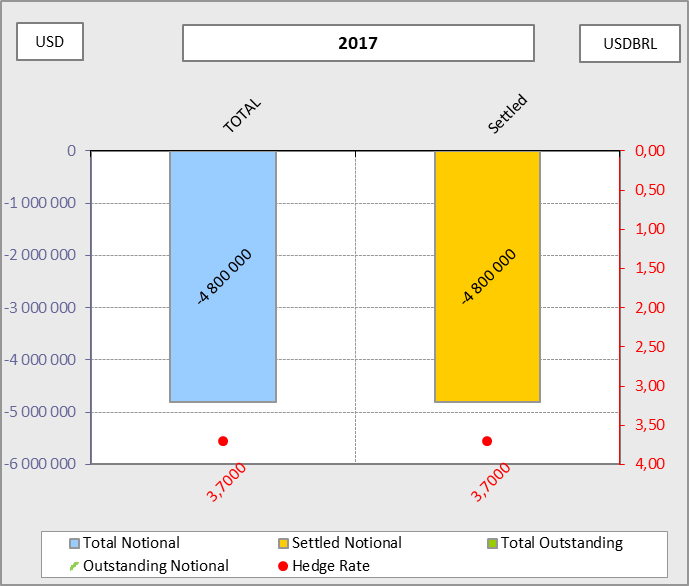 USD
2017
USDBRL
TOTAL
Settled
0
0,00
-1 000 000
0,50
-2 000 000
1,00
-3 000 000
1,50
-4 000 000
2,00
-5 000 000
2,50
-6 000 000
3,00
3,50
4,00
-4 800 000
-4 800 000
3,7000
3,7000
Total Notional
Settled Notional
Total Outstanding
Outstanding Notional
Hedge Rate